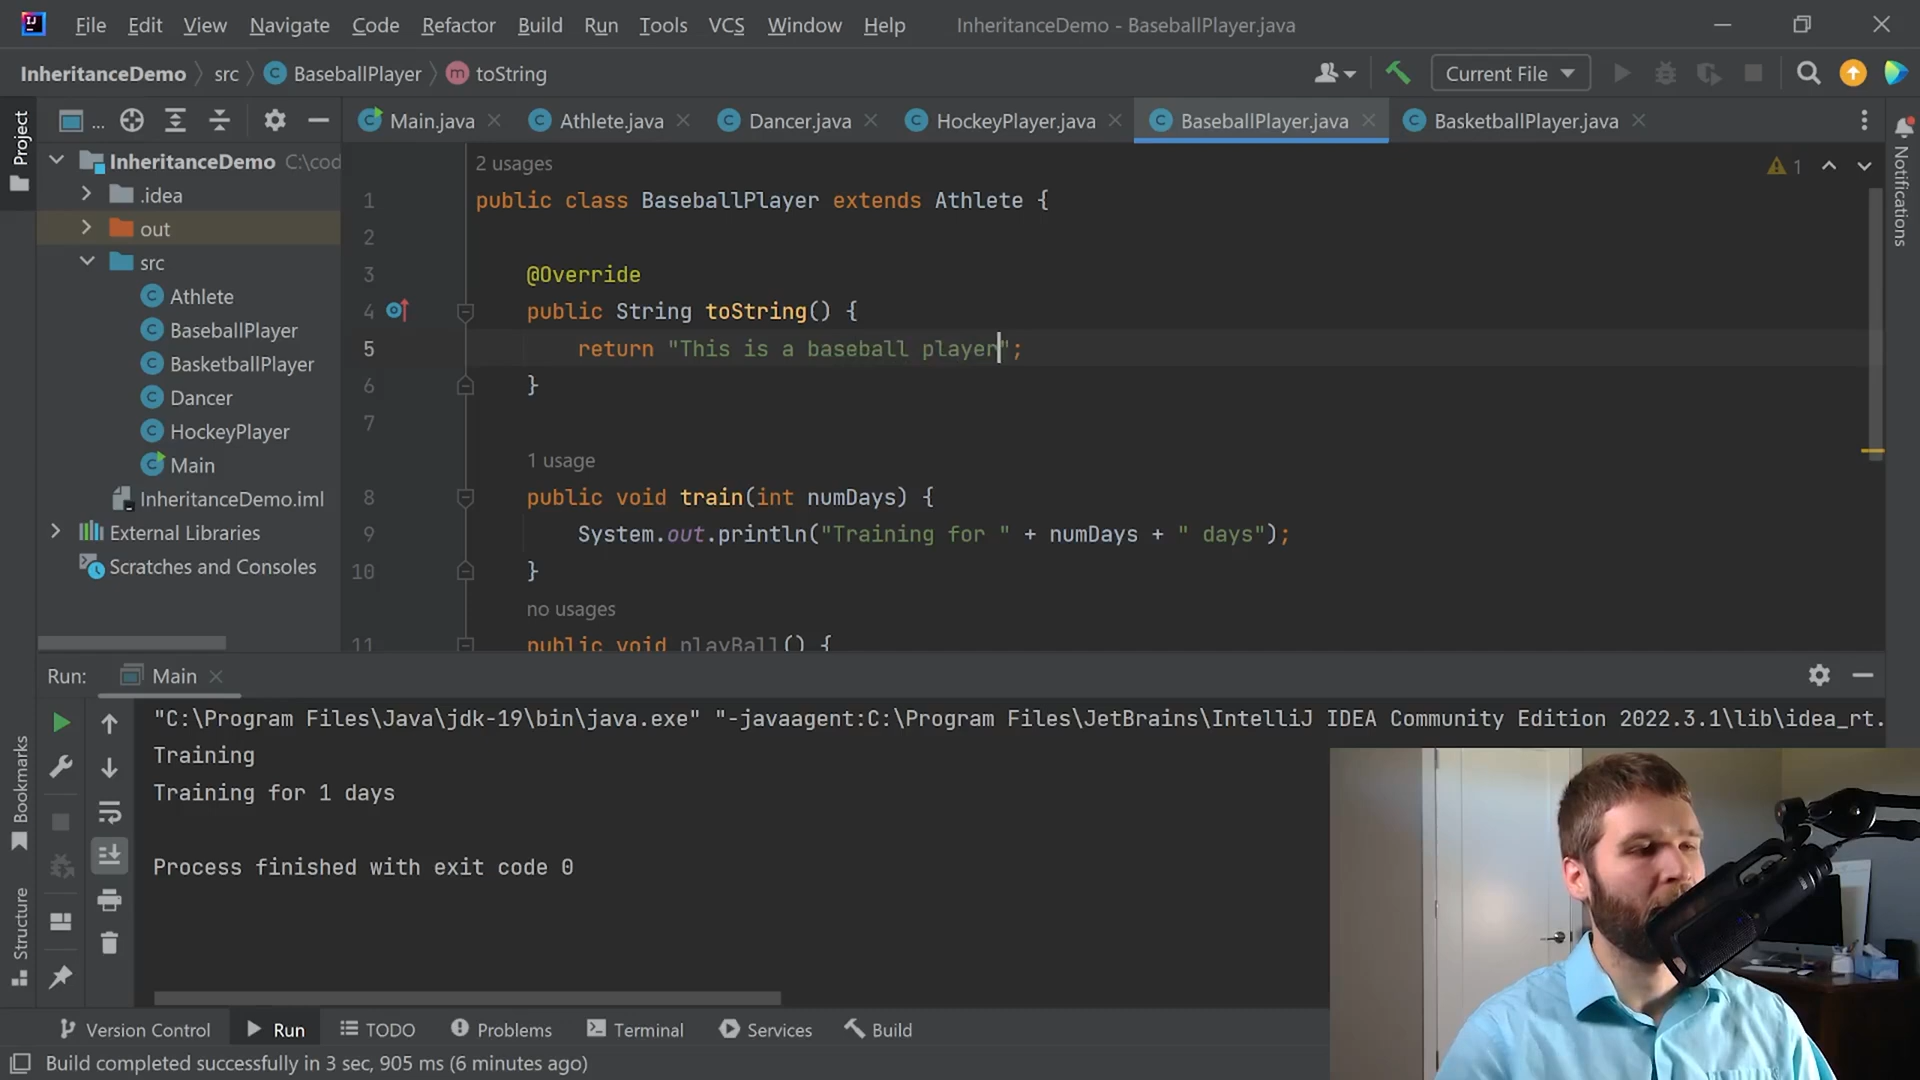 File Edit View Navigate Code Refactor Build Run Tools VCS Window Help InheritanceDemo - BaseballPlayer.java
InheritanceDemo src BaseballPlayer toString Current File
Project ... Main.java Athlete.java Dancer.java HockeyPlayer.java BaseballPlayer.java BasketballPlayer.java
InheritanceDemo C:\cod
.idea
out
src
Athlete
BaseballPlayer
BasketballPlayer
Dancer
HockeyPlayer
Main
InheritanceDemo.iml
External Libraries
Scratches and Consoles
2 usages 1
1 public class BaseballPlayer extends Athlete {
2
3 @Override
4 public String toString() {
5 return "This is a baseball player";
6 }
7
1 usage
8 public void train(int numDays) {
9 System.out.println("Training for " + numDays + " days");
10 }
no usages
11 public void playBall() {
Notifications
Run: Main
"C:\Program Files\Java\jdk-19\bin\java.exe" "-javaagent:C:\Program Files\JetBrains\IntelliJ IDEA Community Edition 2022.3.1\lib\idea_rt.
Training
Training for 1 days
Process finished with exit code 0
Bookmarks
Structure
Version Control Run TODO Problems Terminal Services Build
Build completed successfully in 3 sec, 905 ms (6 minutes ago)